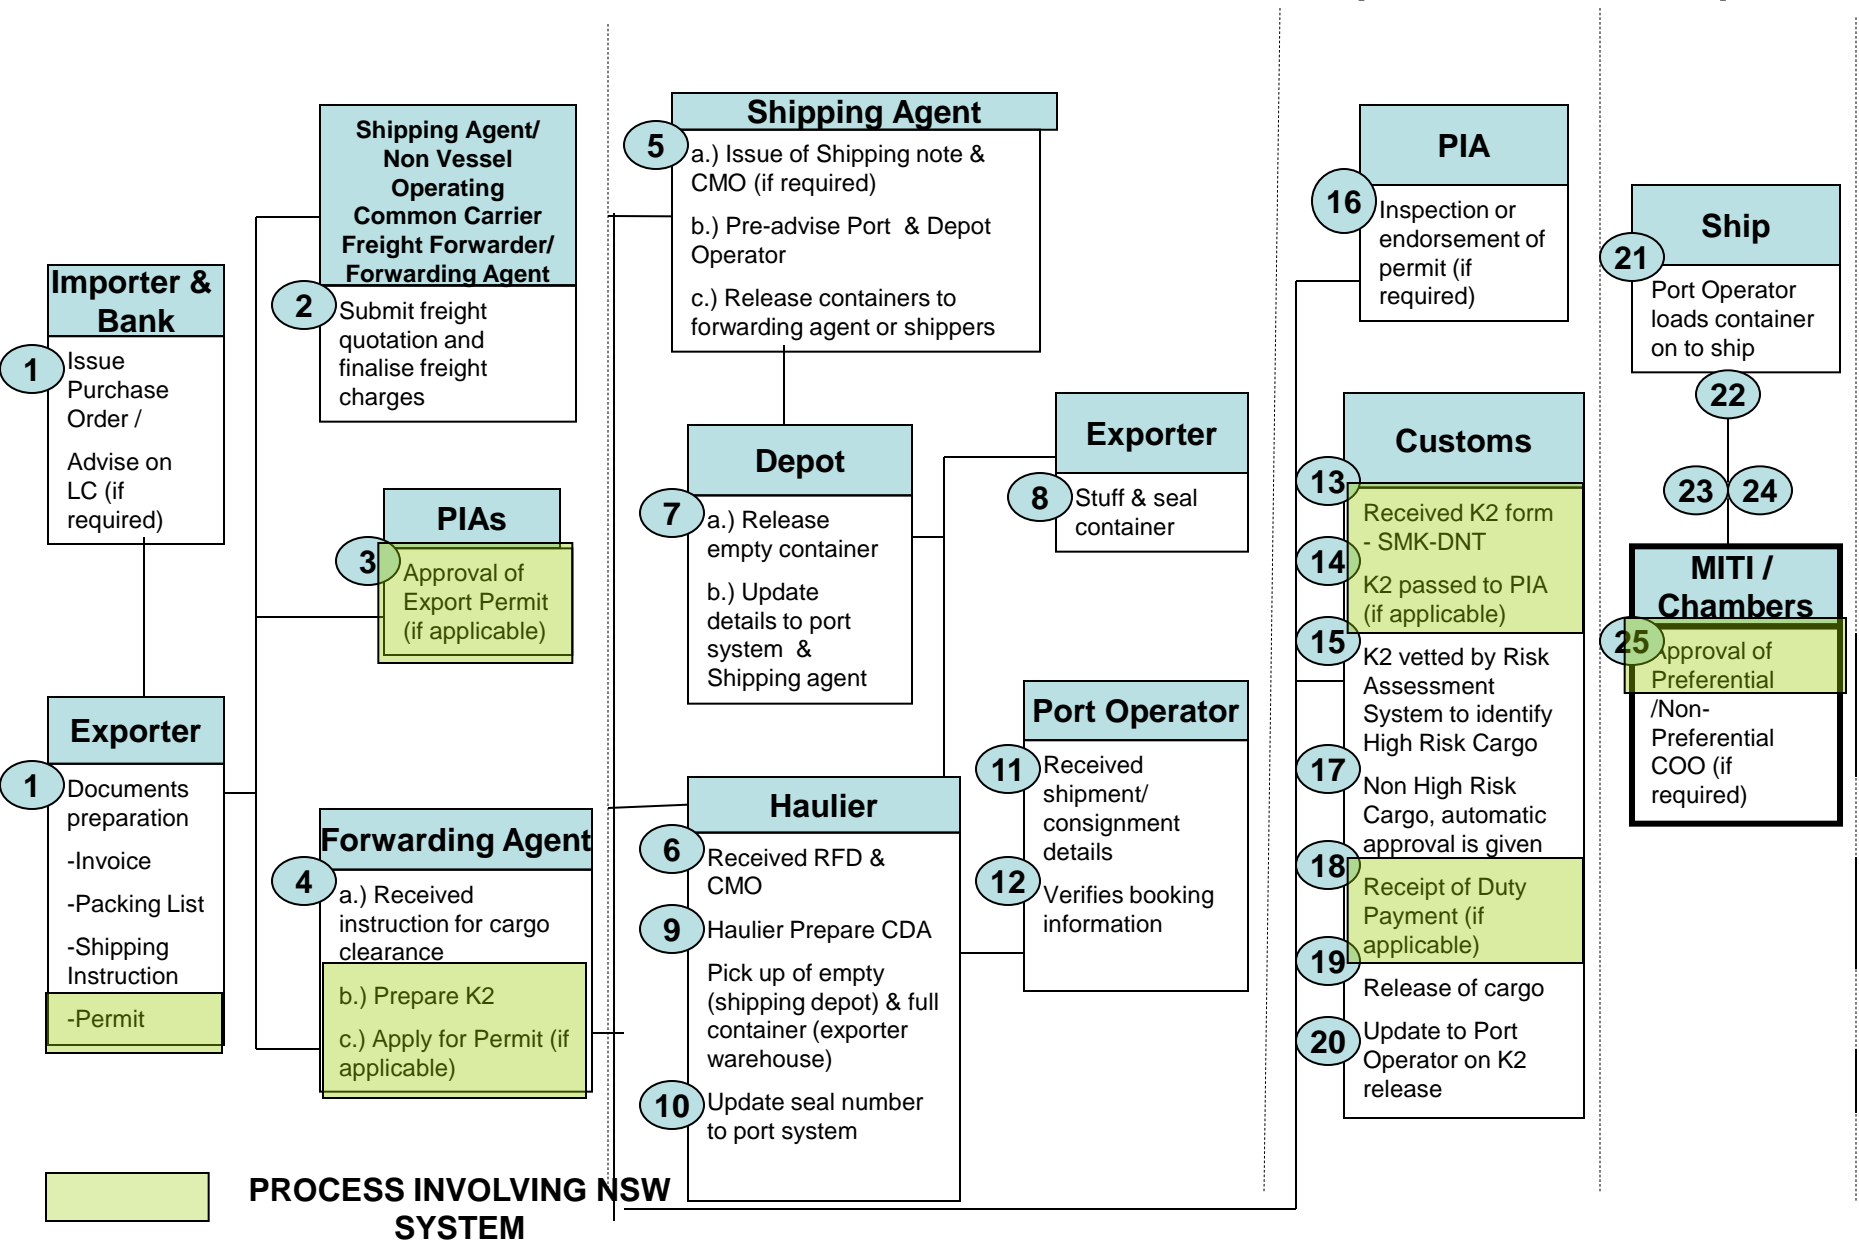 Importer &
Bank
1
Issue
Purchase
Order /
Advise on
LC (if
required)
Exporter
1
Documents
preparation
-Invoice
-Packing List
-Shipping
Instruction
-Permit
Shipping Agent/
Non Vessel
Operating
Common Carrier
Freight Forwarder/
Forwarding Agent
2
Submit freight
quotation and
finalise freight
charges
PIAs
3
Approval of
Export Permit
(if applicable)
Forwarding Agent
4
a.) Received
instruction for cargo
clearance
b.) Prepare K2
c.) Apply for Permit (if
applicable)
Shipping Agent
5
a.) Issue of Shipping note &
CMO (if required)
b.) Pre-advise Port & Depot
Operator
c.) Release containers to
forwarding agent or shippers
Depot
7
a.) Release
empty container
b.) Update
details to port
system &
Shipping agent
Exporter
8
Stuff & seal
container
Haulier
6
Received RFD &
CMO
9
Haulier Prepare CDA
Pick up of empty
(shipping depot) & full
container (exporter
warehouse)
10
Update seal number
to port system
Port Operator
11
Received
shipment/
consignment
details
12
Verifies booking
information
PIA
16
Inspection or
endorsement of
permit (if
required)
Customs
13
Received K2 form
- SMK-DNT
14
K2 passed to PIA
(if applicable)
15
K2 vetted by Risk
Assessment
System to identify
High Risk Cargo
17
Non High Risk
Cargo, automatic
approval is given
18
Receipt of Duty
Payment (if
applicable)
19
Release of cargo
20
Update to Port
Operator on K2
release
Ship
21
Port Operator
loads container
on to ship
22
23 24
MITI /
Chambers
25
Approval of
Preferential
/Non-
Preferential
COO (if
required)
PROCESS INVOLVING NSW
SYSTEM